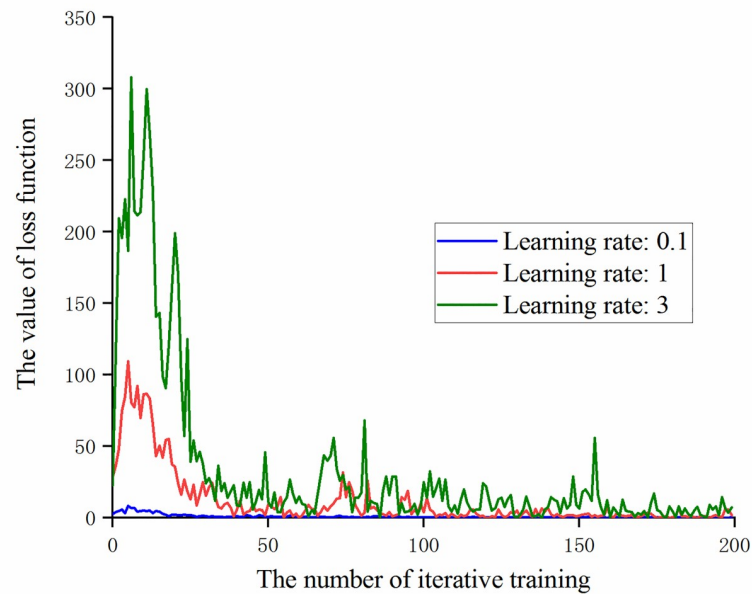 350
300
250
200
150
100
50
0
The value of loss function
Learning rate: 0.1
Learning rate: 1
Learning rate: 3
0 50 100 150 200
The number of iterative training